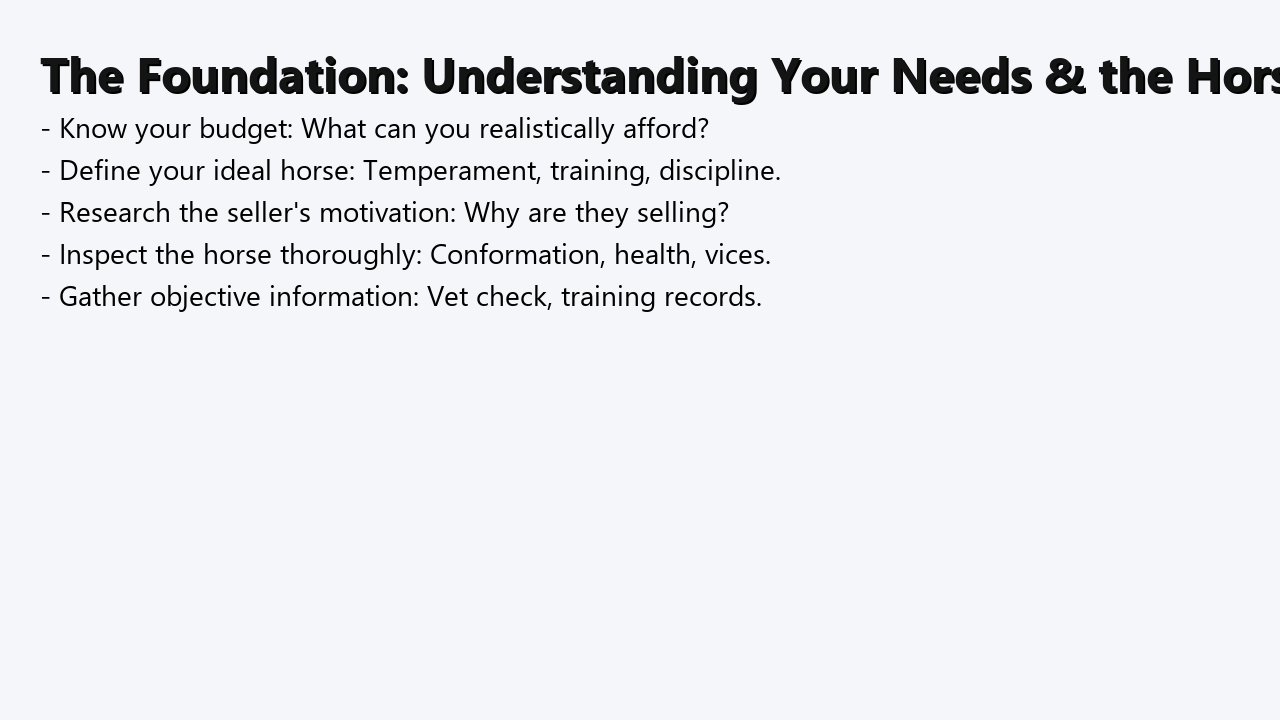 The Foundation: Understanding Your Needs & the
- Know your budget: What can you realistically afford?
- Define your ideal horse: Temperament, training, discipline.
- Research the seller's motivation: Why are they selling?
- Inspect the horse thoroughly: Conformation, health, vices.
- Gather objective information: Vet check, training records.